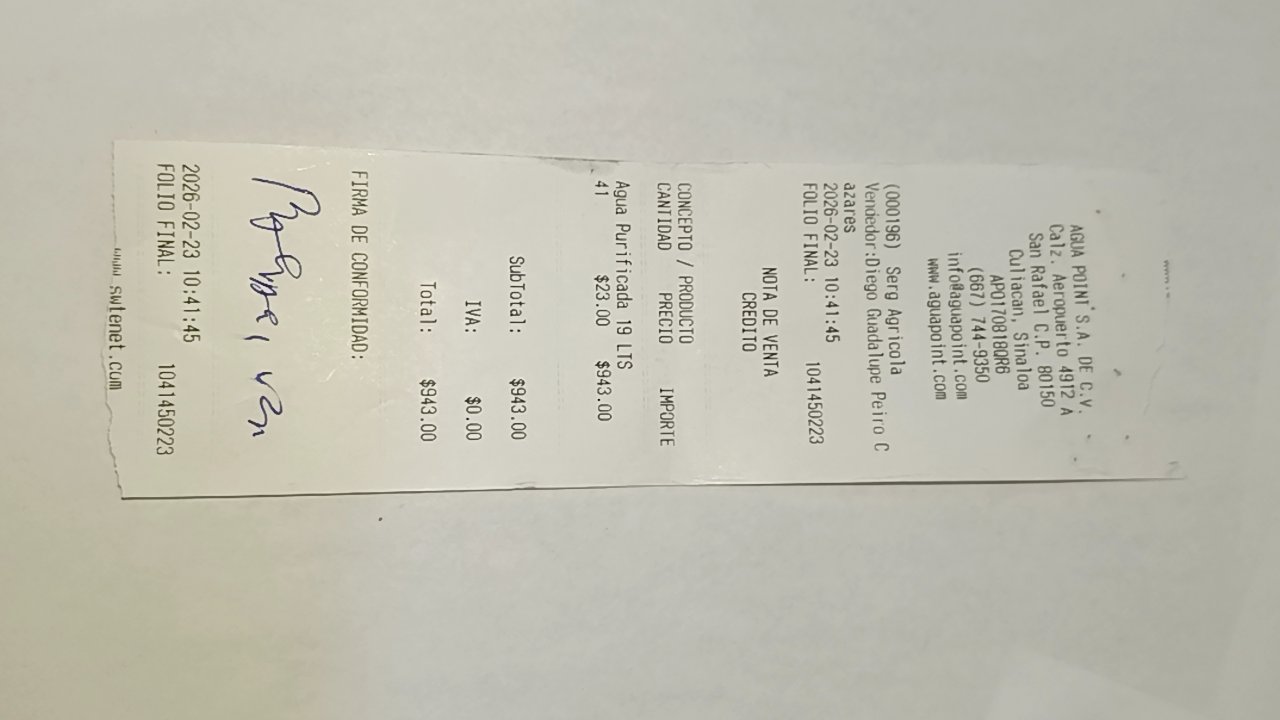 AGUA POINT S.A. DE C.V.
Calz. Aeropuerto 4912 A
San Rafael C.P. 80150
Culiacan, Sinaloa
APO1708180R6
(667) 744-9350
info@aguapoint.com
www.aguapoint.com
(000196) Serg Agricola
Vendedor:Diego Guadalupe Peiro C
azares
2026-02-23 10:41:45
FOLIO FINAL: 1041450223
NOTA DE VENTA
CREDITO
CONCEPTO / PRODUCTO
CANTIDAD PRECIO IMPORTE
Agua Purificada 19 LTS
41 $23.00 $943.00
SubTotal: $943.00
IVA: $0.00
Total: $943.00
FIRMA DE CONFORMIDAD:
2026-02-23 10:41:45
FOLIO FINAL: 1041450223
www.swtenet.com